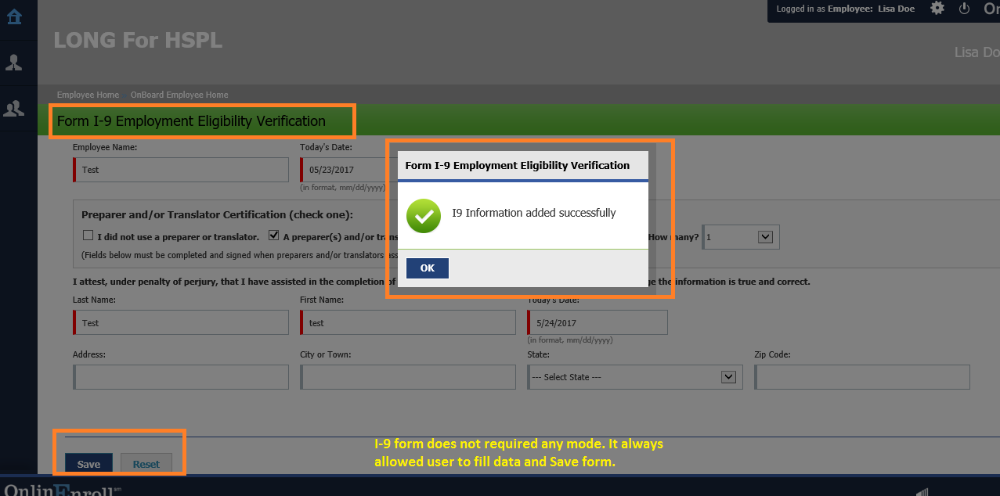 Logged in as Employee: Lisa Doe
LONG For HSPL
Lisa Do
Employee Home OnBoard Employee Home
Form I-9 Employment Eligibility Verification
Employee Name: Today's Date:
Test 05/23/2017
(in format, mm/dd/yyyy)
Form I-9 Employment Eligibility Verification
I9 Information added successfully
OK
Preparer and/or Translator Certification (check one):
I did not use a preparer or translator. A preparer(s) and/or How many? 1
(Fields below must be completed and signed when preparers and/or translators
I attest, under penalty of perjury, that I have assisted in the completion of the information is true and correct.
Last Name: First Name: Today's Date:
Test test 5/24/2017
(in format, mm/dd/yyyy)
Address: City or Town: State: Zip Code:
--- Select State ---
I-9 form does not required any mode. It always
allowed user to fill data and Save form.
Save Reset
OnlinEnroll